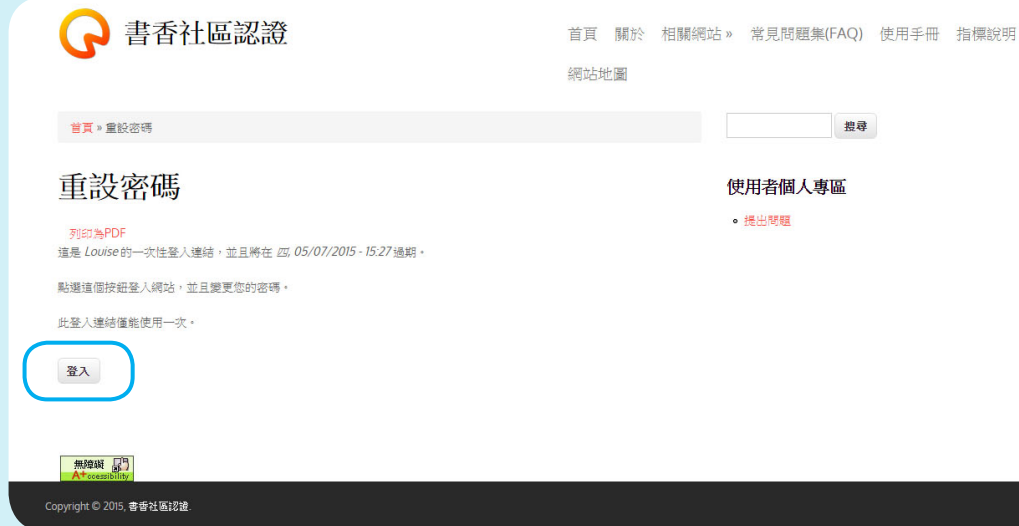 書香社區認證
首頁 關於 相關網站 » 常見問題集(FAQ) 使用手冊 指標說明
網站地圖
首頁 » 重設密碼
搜尋
重設密碼
使用者個人專區
提出問題
列印為PDF
這是 Louise 的一次性登入連結，並且將在 四, 05/07/2015 - 15:27 過期。
點選這個按鈕登入網站，並且變更您的密碼。
此登入連結僅能使用一次。
登入
無障礙
A+ccessibility
Copyright © 2015, 書香社區認證.